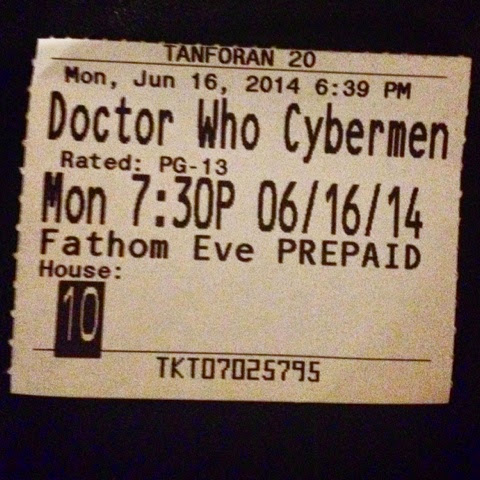 TANFORAN 20
Mon, Jun 16, 2014 6:39 PM
Doctor Who Cybermen
Rated: PG-13
Mon 7:30P 06/16/14
Fathom Eve PREPAID
House:
10
TKT07025795